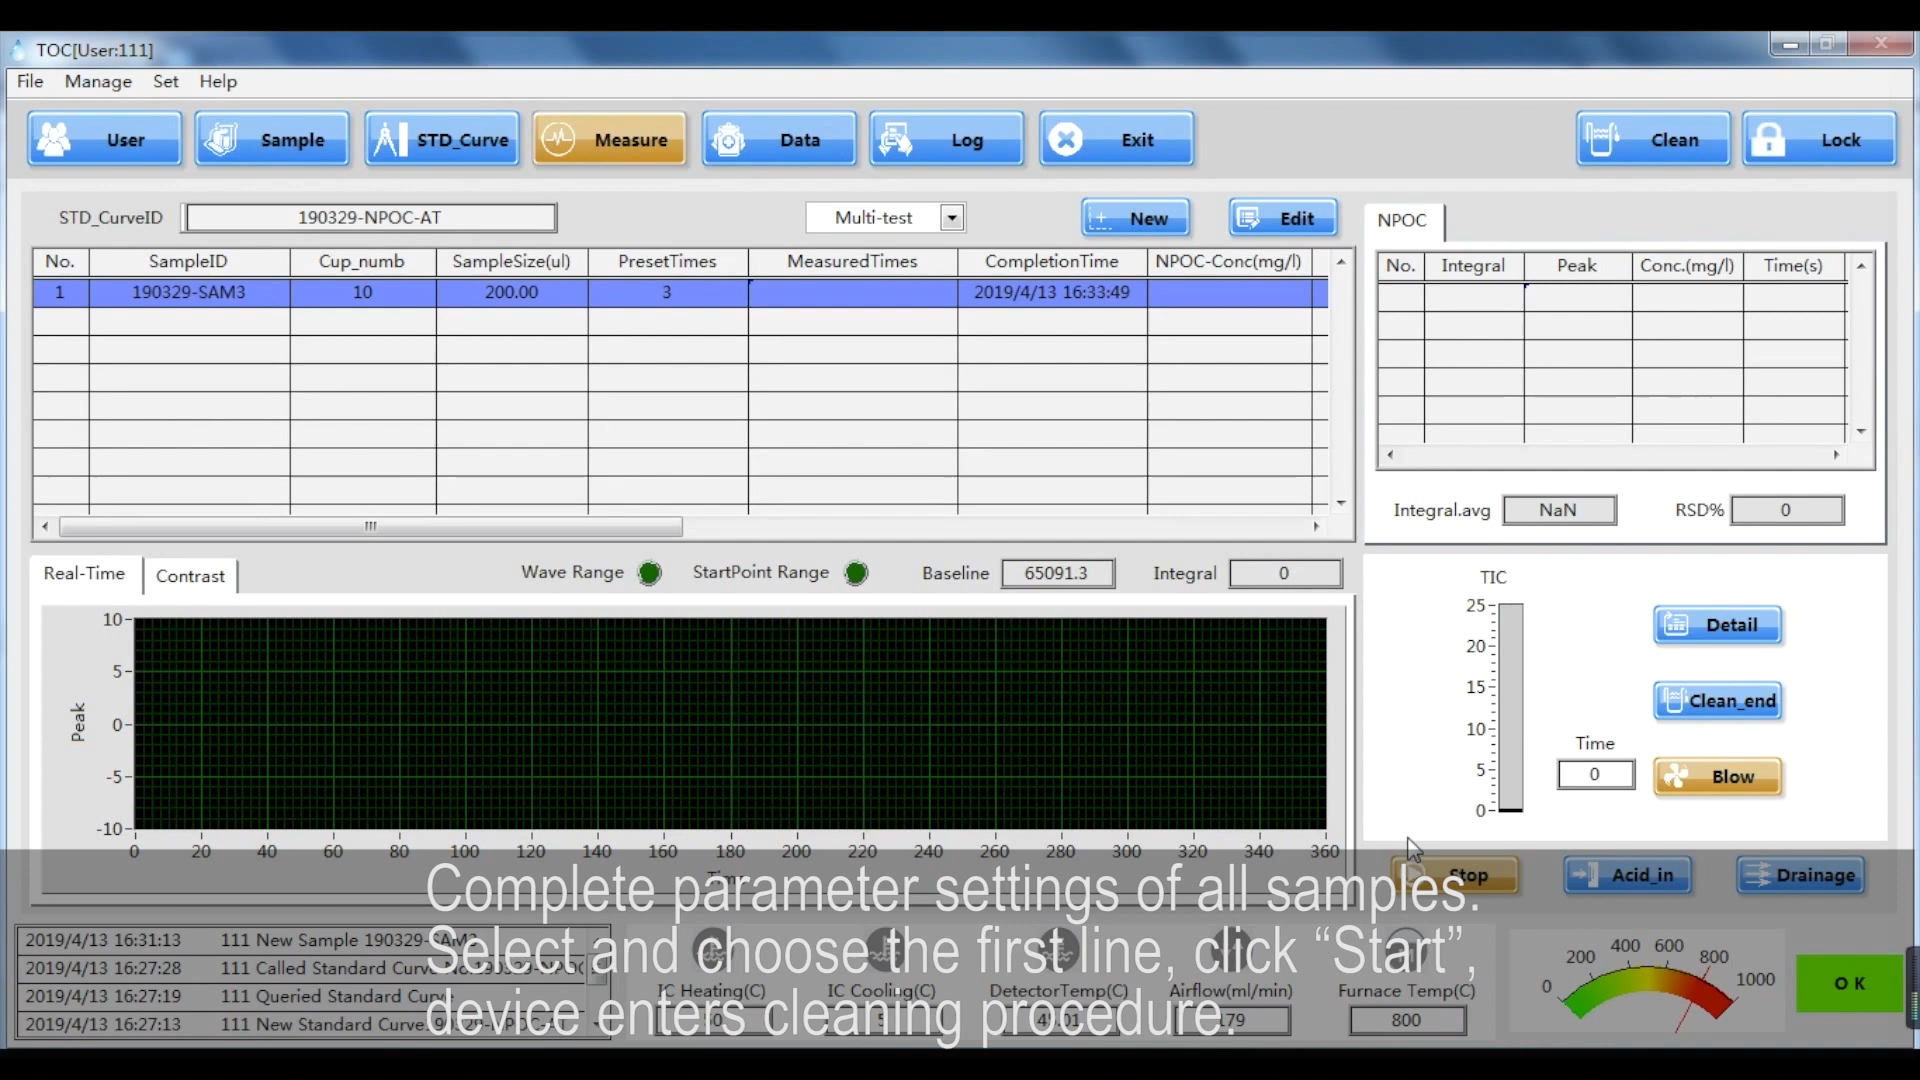 TOC[User:111]
File Manage Set Help
User Sample STD_Curve Measure Data Log Exit Clean Lock
STD_CurveID 190329-NPOC-AT Multi-test New Edit
No. SampleID Cup_numb SampleSize(ul) PresetTimes MeasuredTimes CompletionTime NPOC-Conc(mg/l)
1 190329-SAM3 10 200.00 3 2019/4/13 16:33:49
NPOC
No. Integral Peak Conc.(mg/l) Time(s)
Integral.avg NaN RSD% 0
Real-Time Contrast Wave Range StartPoint Range Baseline 65091.3 Integral 0
10
5
0
-5
-10
Peak
0 20 40 60 80 100 120 140 160 180 200 220 240 260 280 300 320 340 360
TIC
25
20
15
10
5
0
Detail
Clean_end
Time
0
Blow
Stop Acid_in Drainage
Complete parameter settings of all samples.
Select and choose the first line, click “Start”,
device enters cleaning procedure.
2019/4/13 16:31:13 111 New Sample 190329-SAM3
2019/4/13 16:27:28 111 Called Standard Curve
2019/4/13 16:27:19 111 Queried Standard Curve
2019/4/13 16:27:13 111 New Standard Curve
IC Heating(C) IC Cooling(C) DetectorTemp(C) Airflow(ml/min) Furnace Temp(C)
800
0 200 400 600 800 1000
OK